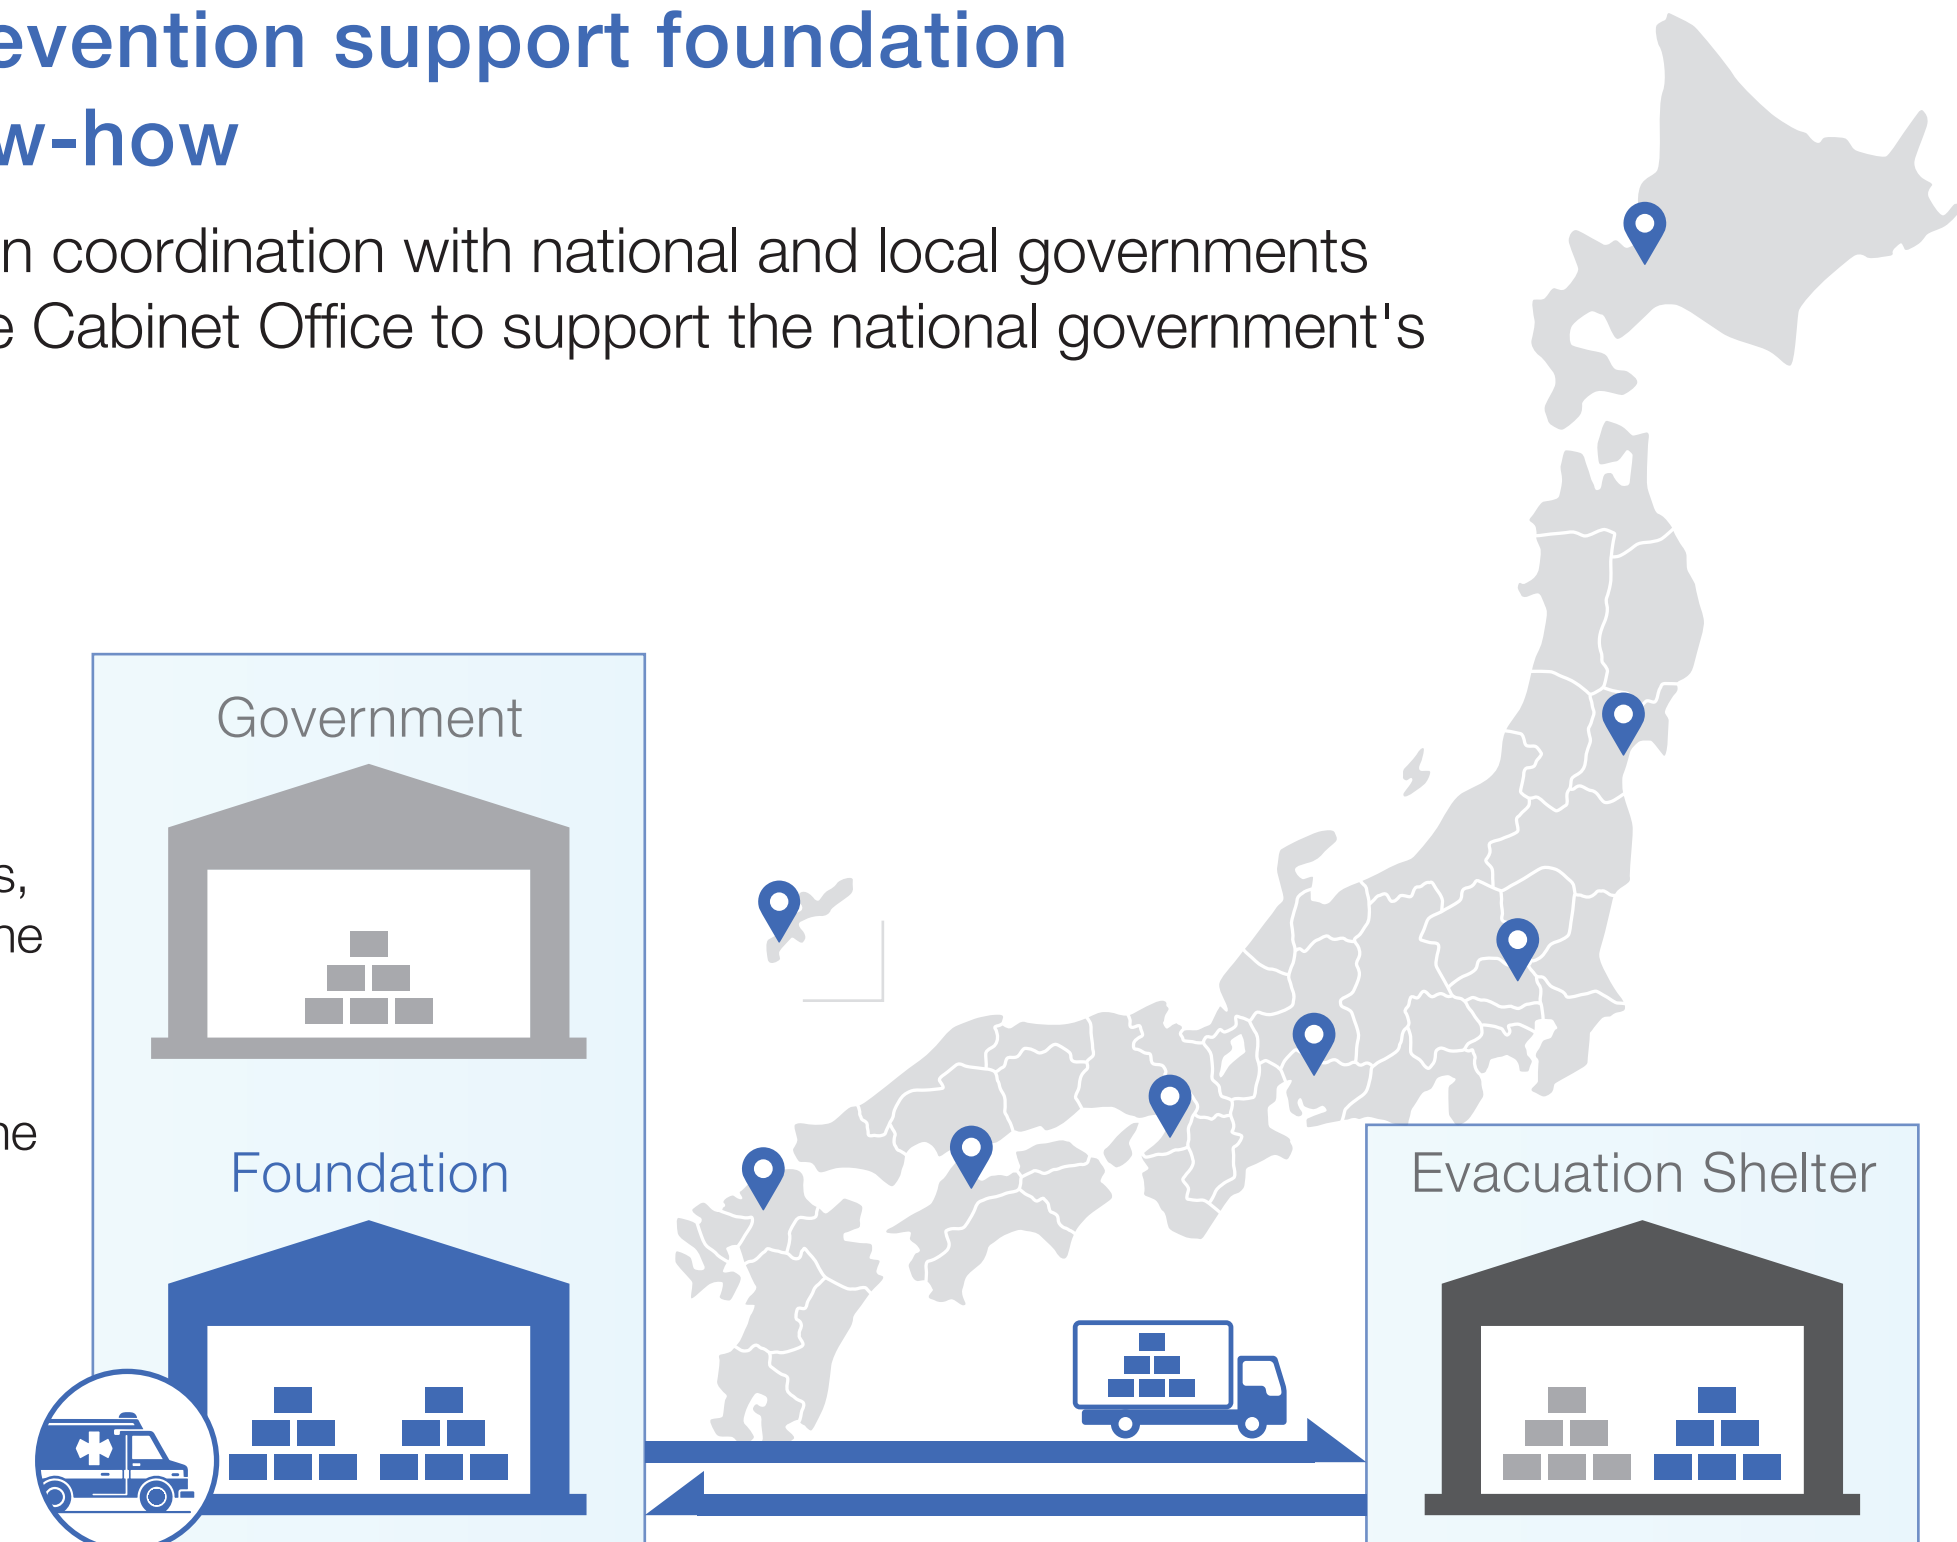 evention support foundation
w-how
n coordination with national and local governments
e Cabinet Office to support the national government's
Government
s,
ne
ne
Foundation
Evacuation Shelter